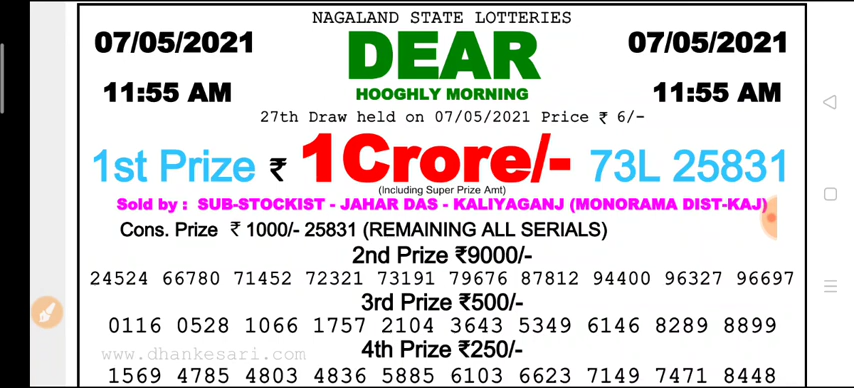 NAGALAND STATE LOTTERIES
07/05/2021 DEAR 07/05/2021
11:55 AM HOOGHLY MORNING 11:55 AM
27th Draw held on 07/05/2021 Price ₹ 6/-
1st Prize ₹ 1Crore/- 73L 25831
(Including Super Prize Amt)
Sold by : SUB-STOCKIST - JAHAR DAS - KALIYAGANJ (MONORAMA DIST-KAJ)
Cons. Prize ₹ 1000/- 25831 (REMAINING ALL SERIALS)
2nd Prize ₹9000/-
24524 66780 71452 72321 73191 79676 87812 94400 96327 96697
3rd Prize ₹500/-
0116 0528 1066 1757 2104 3643 5349 6146 8289 8899
www.dhankesari.com 4th Prize ₹250/-
1569 4785 4803 4836 5885 6103 6623 7149 7471 8448